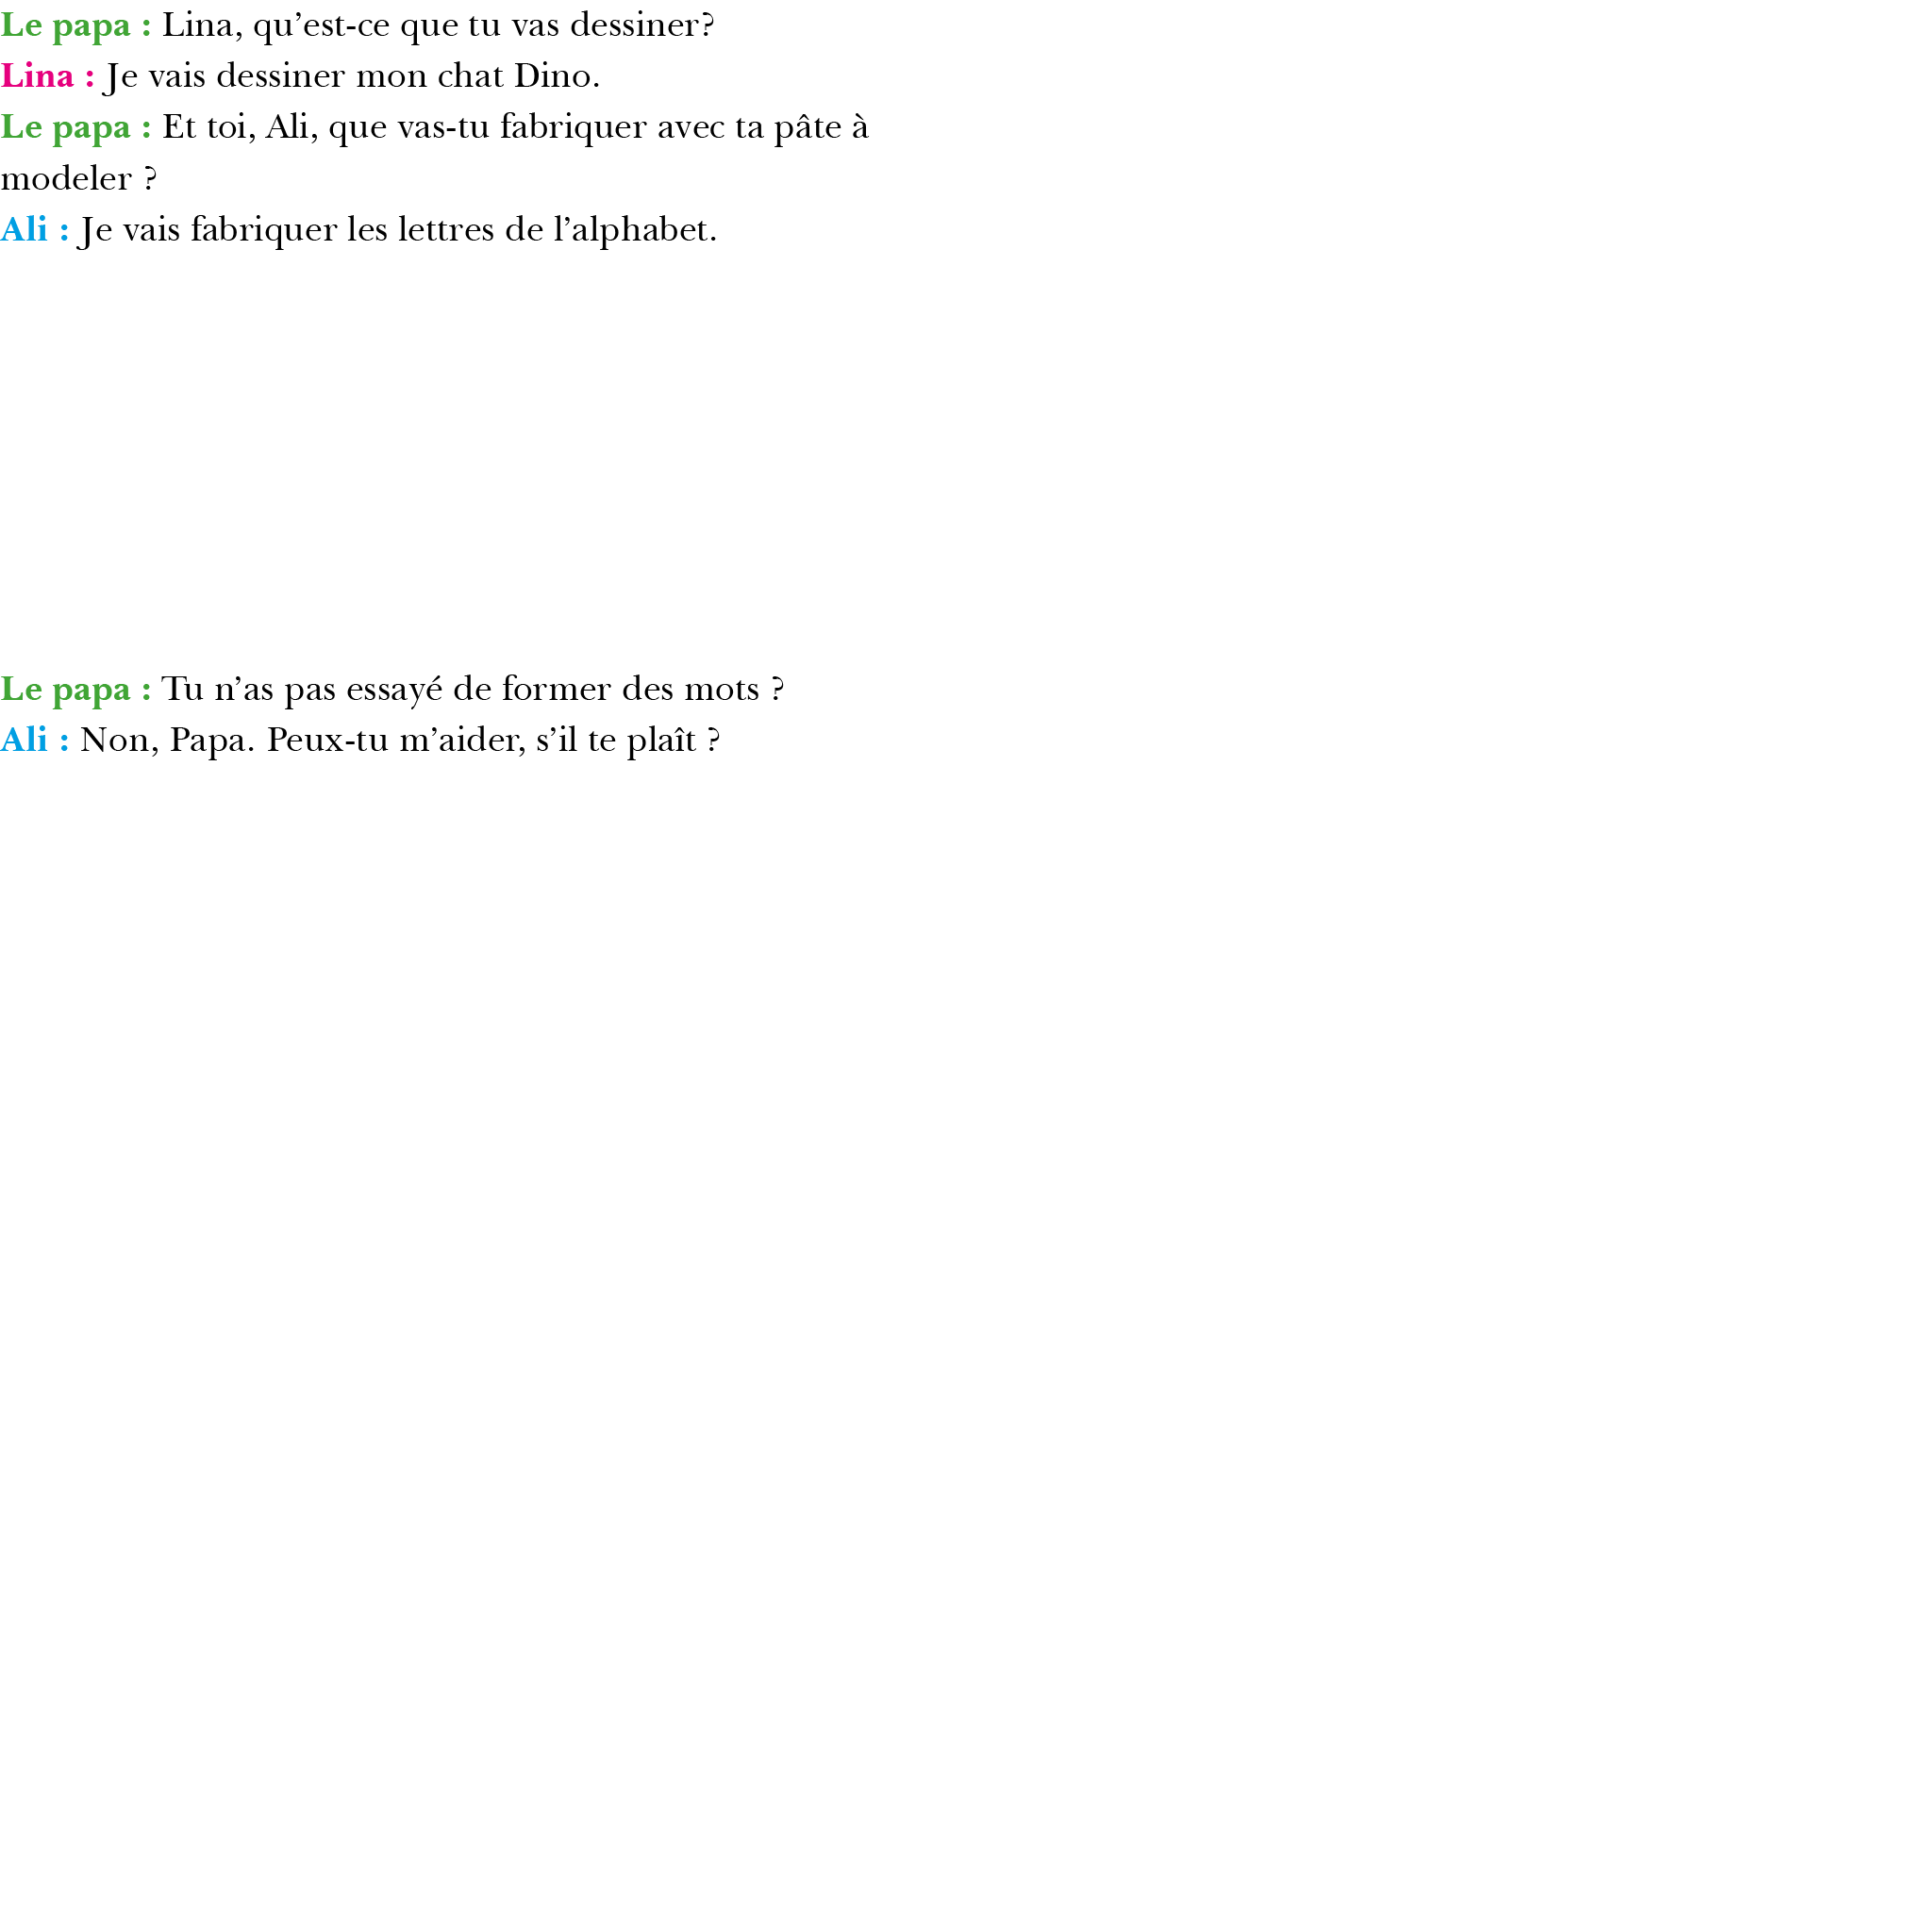 Le papa : Lina, qu’est-ce que tu vas dessiner?
Lina : Je vais dessiner mon chat Dino.
Le papa : Et toi, Ali, que vas-tu fabriquer avec ta pâte à
modeler ?
Ali : Je vais fabriquer les lettres de l’alphabet.
Le papa : Tu n’as pas essayé de former des mots ?
Ali : Non, Papa. Peux-tu m’aider, s’il te plaît ?